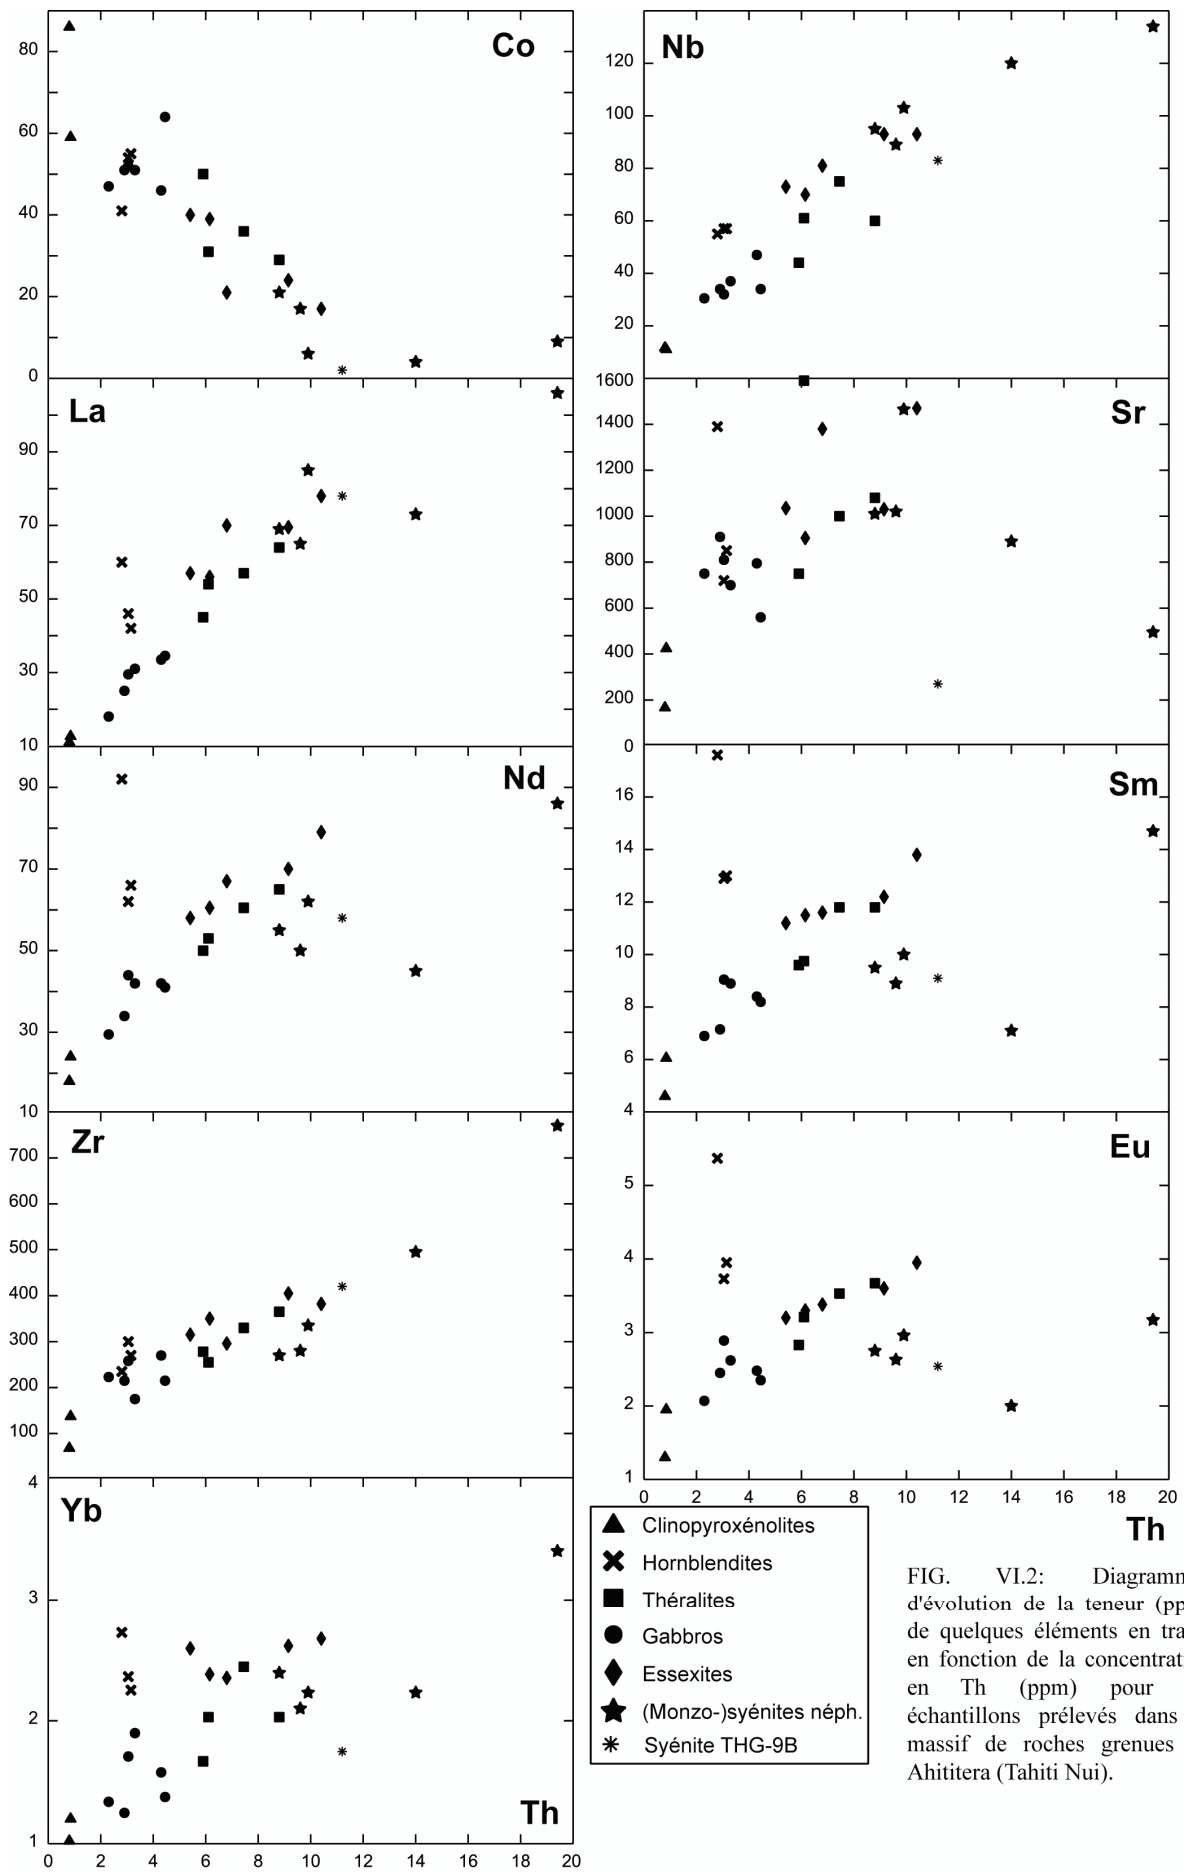 Co
80
60
40
20
0
Nb
120
100
80
60
40
20
La
90
70
50
30
10
Sr
1600
1400
1200
1000
800
600
400
200
0
Nd
90
70
50
30
10
Sm
16
14
12
10
8
6
4
Zr
700
600
500
400
300
200
100
Eu
5
4
3
2
1
0 2 4 6 8 10 12 14 16 18 20
Th
Yb
4
3
2
1
Th
0 2 4 6 8 10 12 14 16 18 20
Clinopyroxénolites
Hornblendites
Théralites
Gabbros
Essexites
(Monzo-)syénites néph.
Syénite THG-9B
FIG. VI.2: Diagramm
d'évolution de la teneur (pp
de quelques éléments en tra
en fonction de la concentrat
en Th (ppm) pour
échantillons prélevés dans
massif de roches grenues
Ahititera (Tahiti Nui).